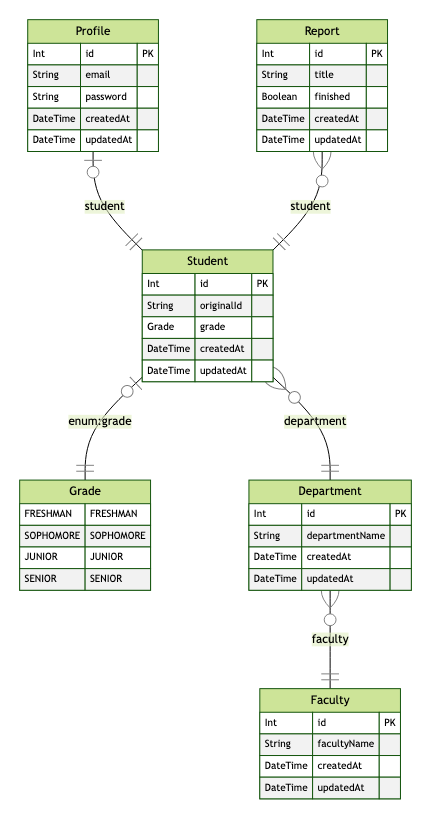 Profile
Int id PK
String email
String password
DateTime createdAt
DateTime updatedAt
Report
Int id PK
String title
Boolean finished
DateTime createdAt
DateTime updatedAt
student
student
Student
Int id PK
String originalId
Grade grade
DateTime createdAt
DateTime updatedAt
enum:grade
department
Grade
FRESHMAN FRESHMAN
SOPHOMORE SOPHOMORE
JUNIOR JUNIOR
SENIOR SENIOR
Department
Int id PK
String departmentName
DateTime createdAt
DateTime updatedAt
faculty
Faculty
Int id PK
String facultyName
DateTime createdAt
DateTime updatedAt